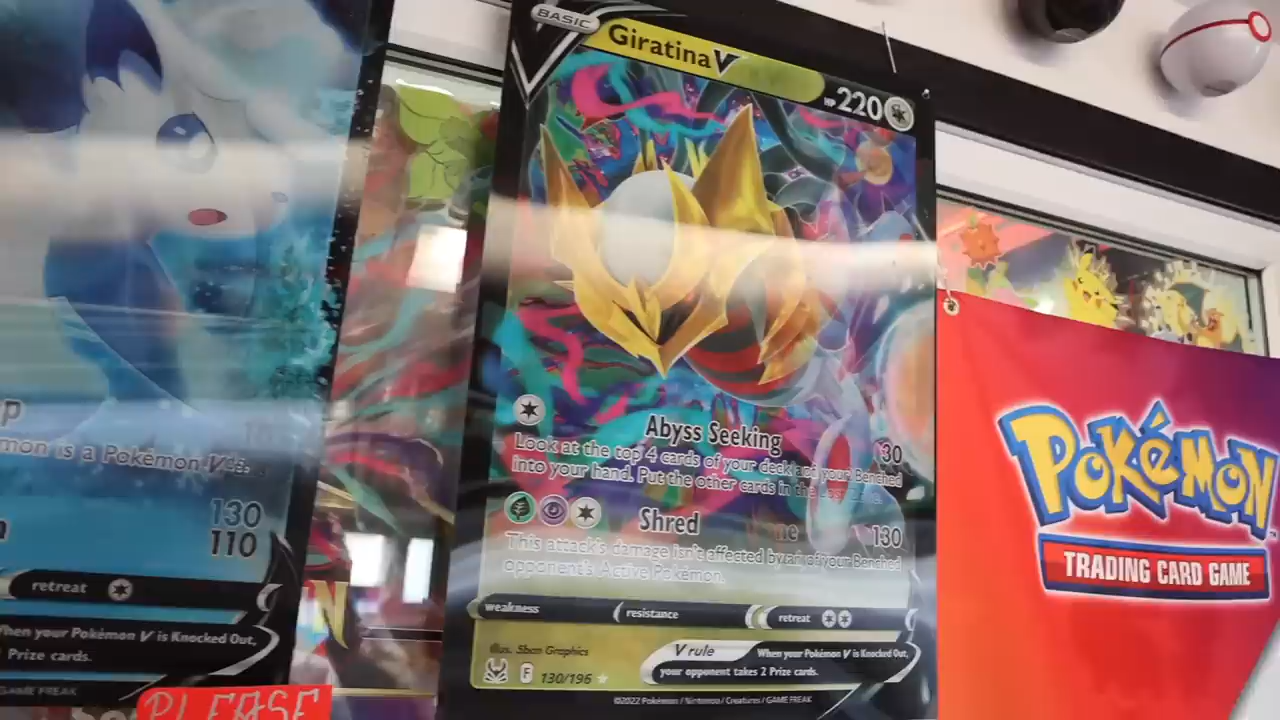 BASIC
Giratina V
HP 220
Abyss Seeking
30
Look at the top 4 cards of your deck
of your Benched
into your hand. Put the other cards in the
Shred
130
This attack's damage isn't affected by
of your Benched
opponent's Active Pokémon.
weakness
resistance
retreat
Illus. 5ban Graphics
V rule
When your Pokémon V is Knocked Out,
your opponent takes 2 Prize cards.
F
130/196
©2022 Pokémon / Nintendo / Creatures / GAME FREAK
p
mon is a Pokémon V
130
110
retreat
When your Pokémon V is Knocked Out,
Prize cards.
GAME FREAK
PLEASE
POKéMON
TRADING CARD GAME